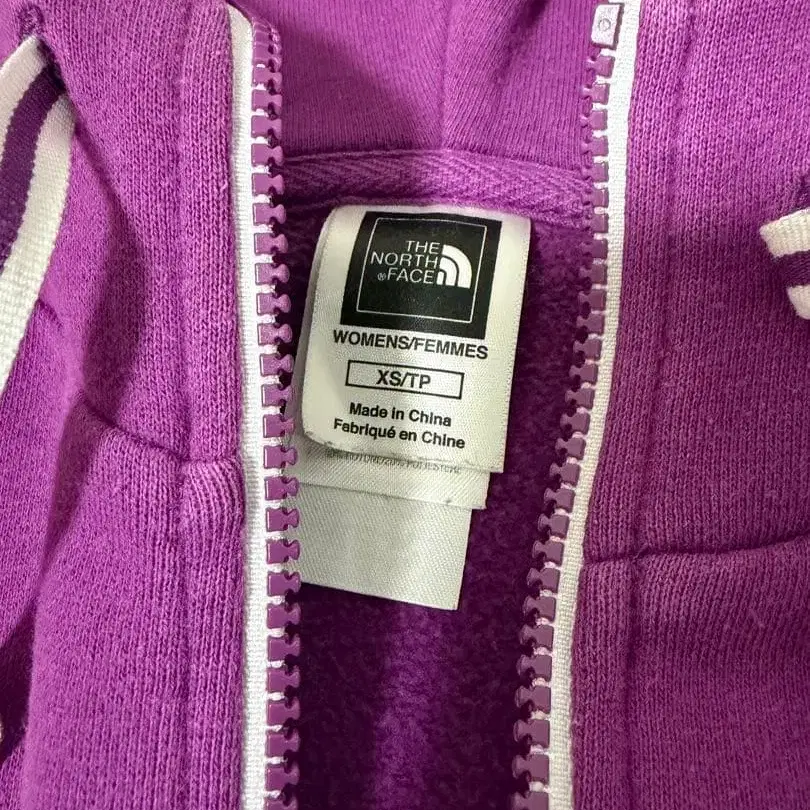 THE
NORTH
®FACE
WOMENS/FEMMES
XS/TP
Made in China
Fabriqué en Chine